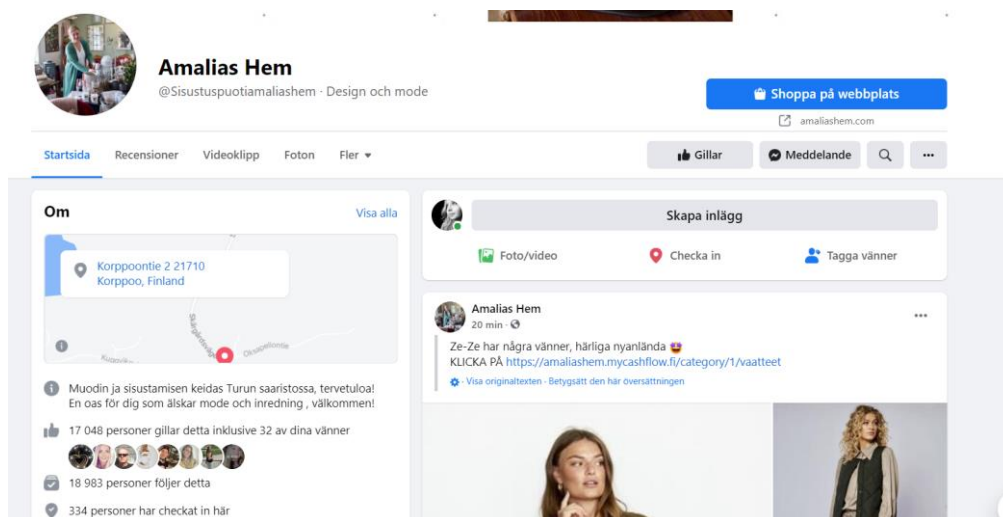 Amalias Hem
@Sisustuspuotiamaliashem · Design och mode
Shoppa på webbplats
amaliashem.com
Startsida Recensioner Videoklipp Foton Fler
Gillar Meddelande
Om Visa alla
Korppoontie 2 21710
Korppoo, Finland
Muodin ja sisustamisen keidas Turun saaristossa, tervetuloa!
En oas för dig som älskar mode och inredning , välkommen!
17 048 personer gillar detta inklusive 32 av dina vänner
18 983 personer följer detta
334 personer har checkat in här
Skapa inlägg
Foto/video Checka in Tagga vänner
Amalias Hem
20 min ·
Ze-Ze har några vänner, härliga nyanlända 🤩
KLICKA PÅ https://amaliashem.mycashflow.fi/category/1/vaatteet
· Visa originaltexten · Betygsätt den här översättningen